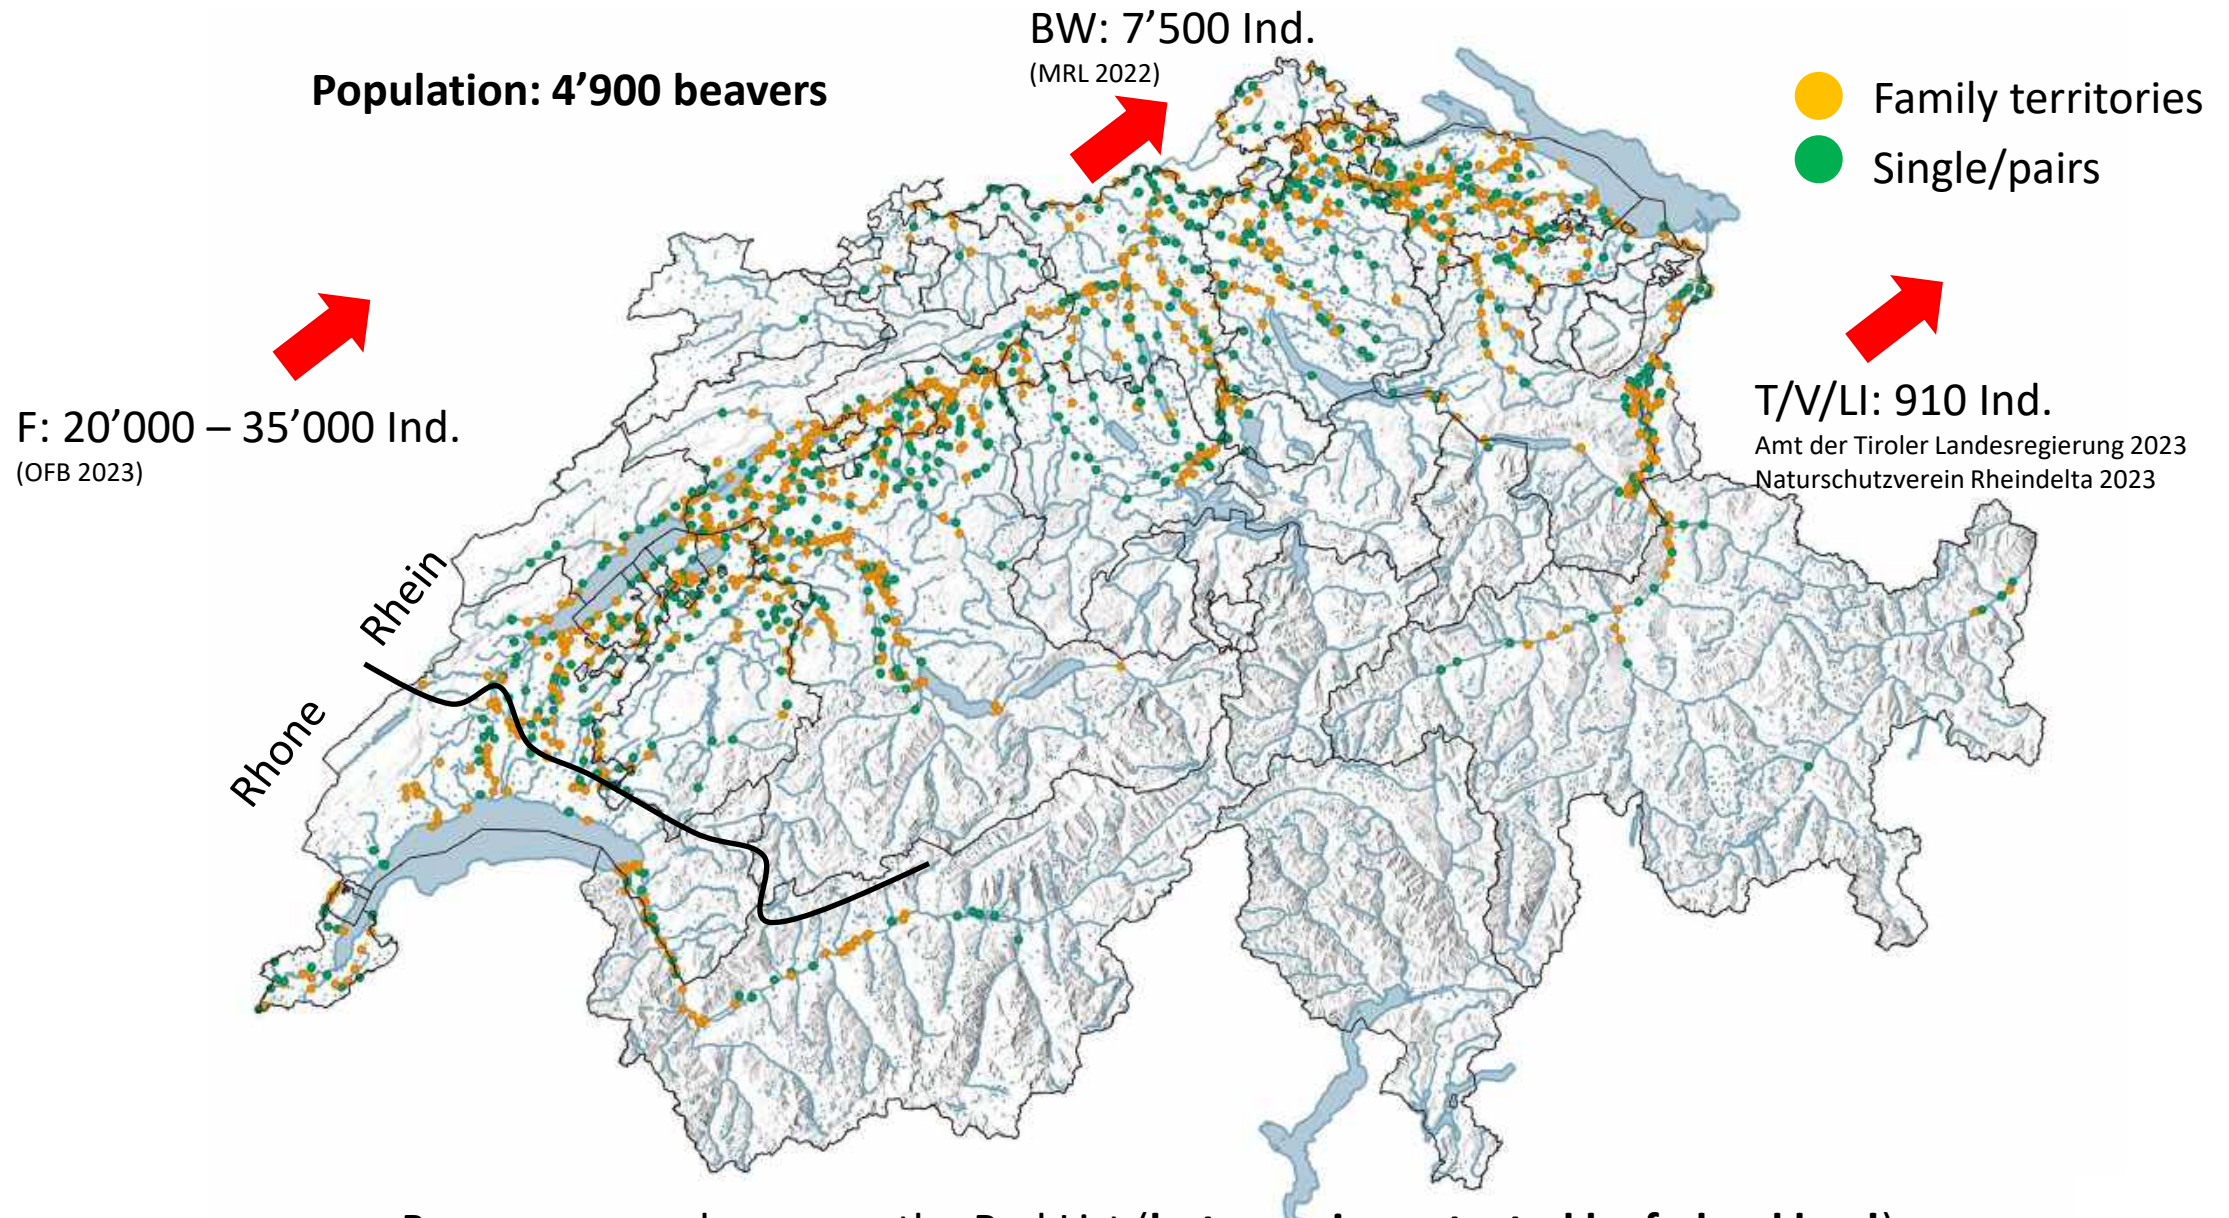 BW: 7’500 Ind.
(MRL 2022)
Population: 4’900 beavers
Family territories
Single/pairs
F: 20’000 – 35’000 Ind.
(OFB 2023)
T/V/LI: 910 Ind.
Amt der Tiroler Landesregierung 2023
Naturschutzverein Rheindelta 2023
Rhein
Rhone